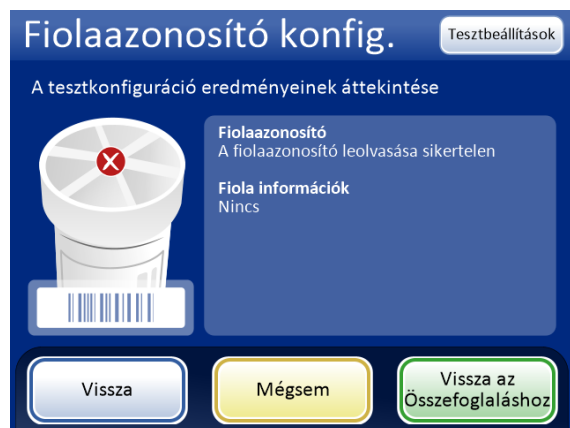 Fiolaazonosító konfig.
Tesztbeállítások
A tesztkonfiguráció eredményeinek áttekintése
Fiolaazonosító
A fiolaazonosító leolvasása sikertelen
Fiola információk
Nincs
Vissza
Mégsem
Vissza az
Összefoglaláshoz